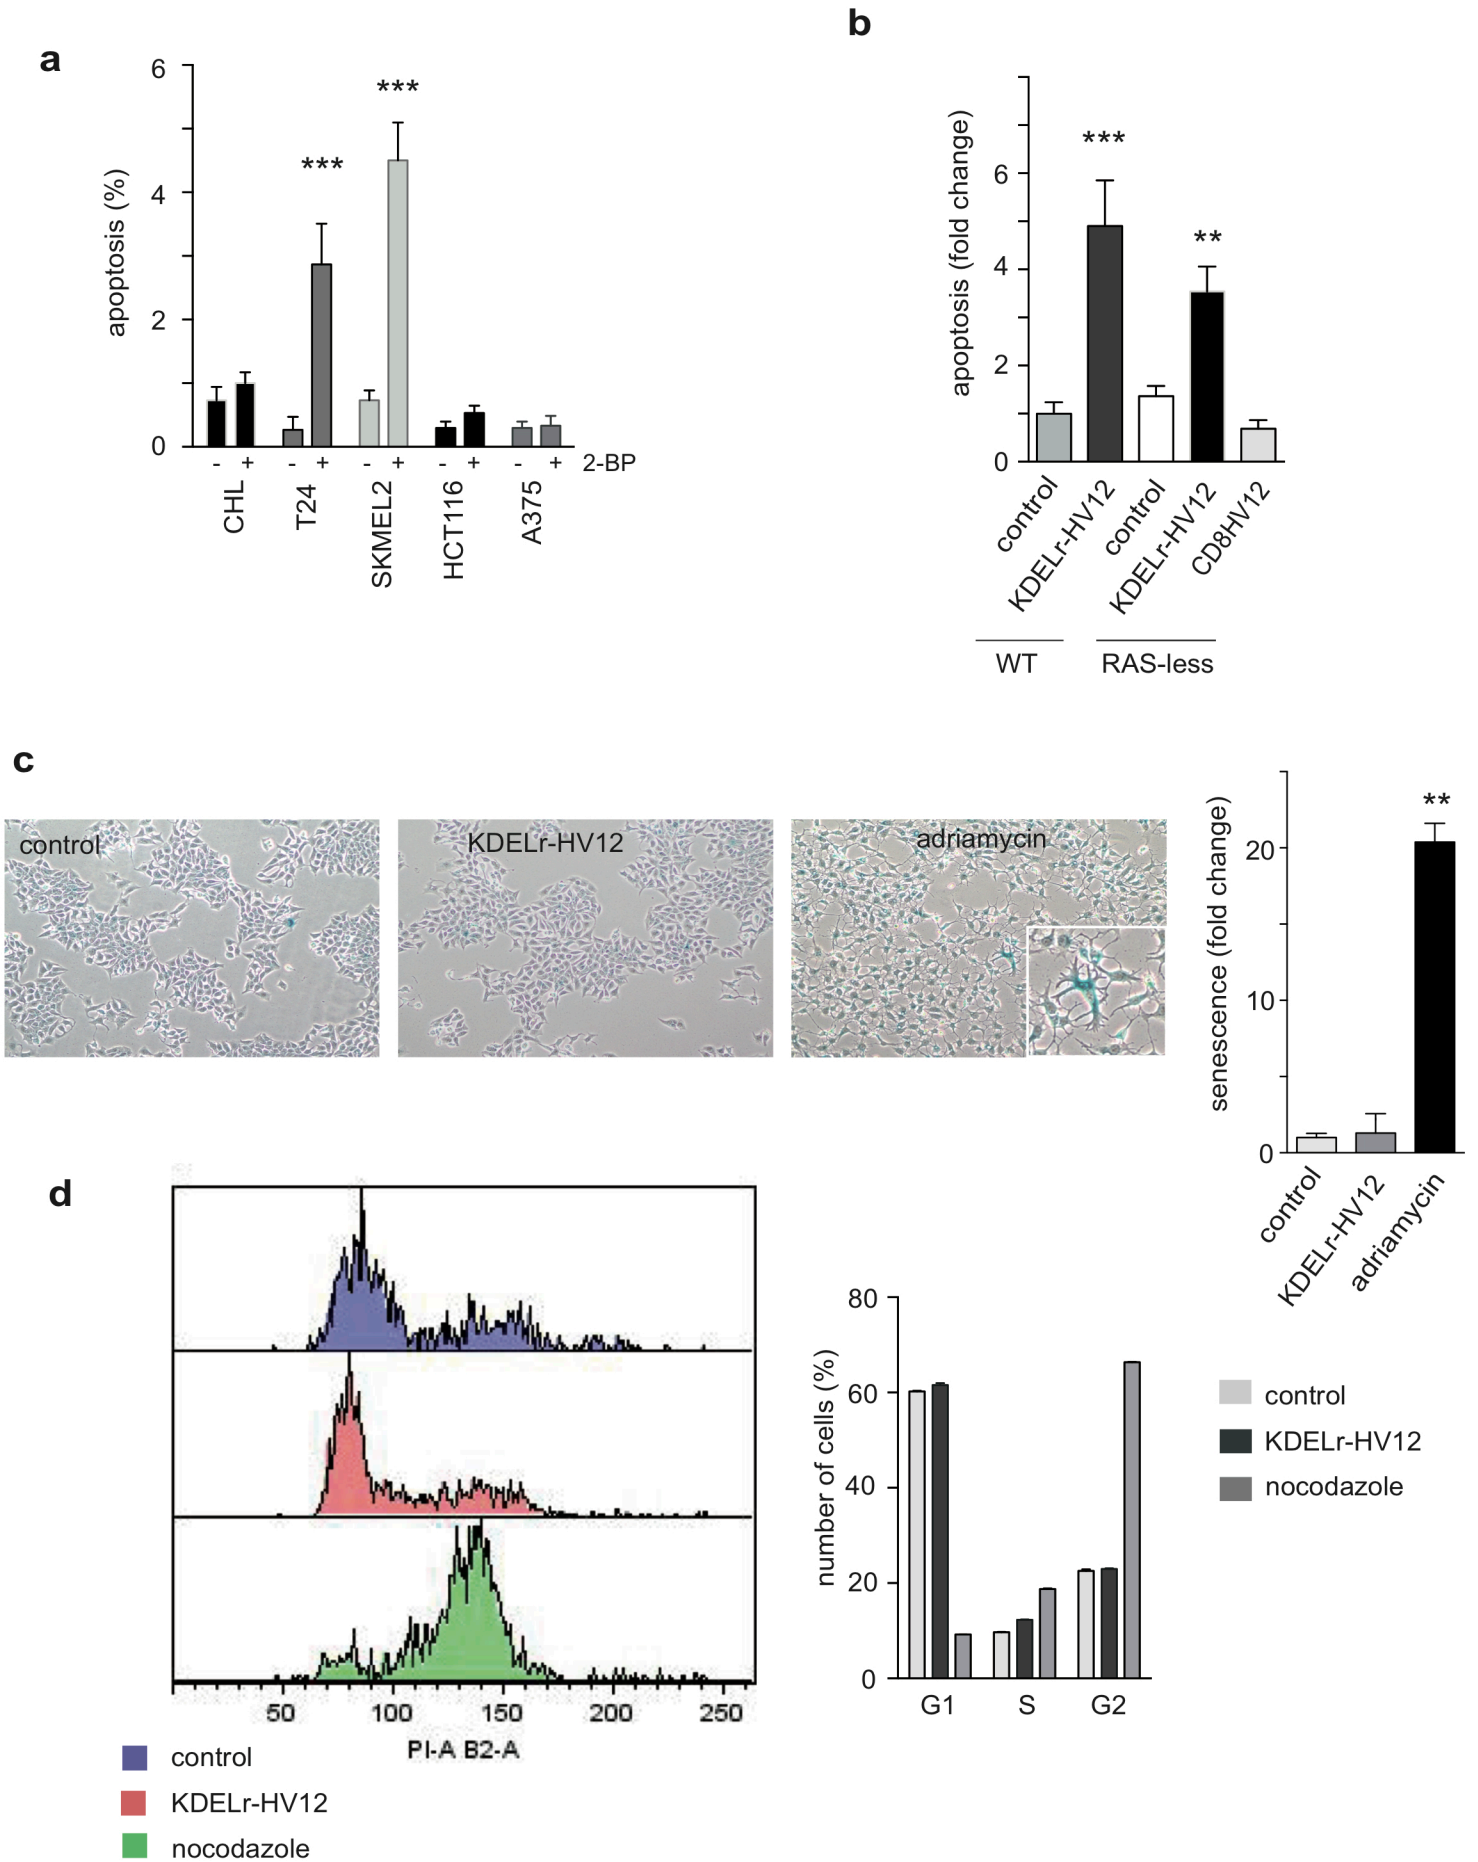 a
apoptosis (%)
6
4
2
0
***
***
- + - + - + - + - + 2-BP
CHL
T24
SKMEL2
HCT116
A375
b
apoptosis (fold change)
6
4
2
0
***
**
control
KDELr-HV12
control
KDELr-HV12
CD8HV12
WT
RAS-less
c
control
KDELr-HV12
adriamycin
senescence (fold change)
20
10
0
**
control
KDELr-HV12
adriamycin
d
50 100 150 200 250
PI-A B2-A
control
KDELr-HV12
nocodazole
number of cells (%)
80
60
40
20
0
G1 S G2
control
KDELr-HV12
nocodazole